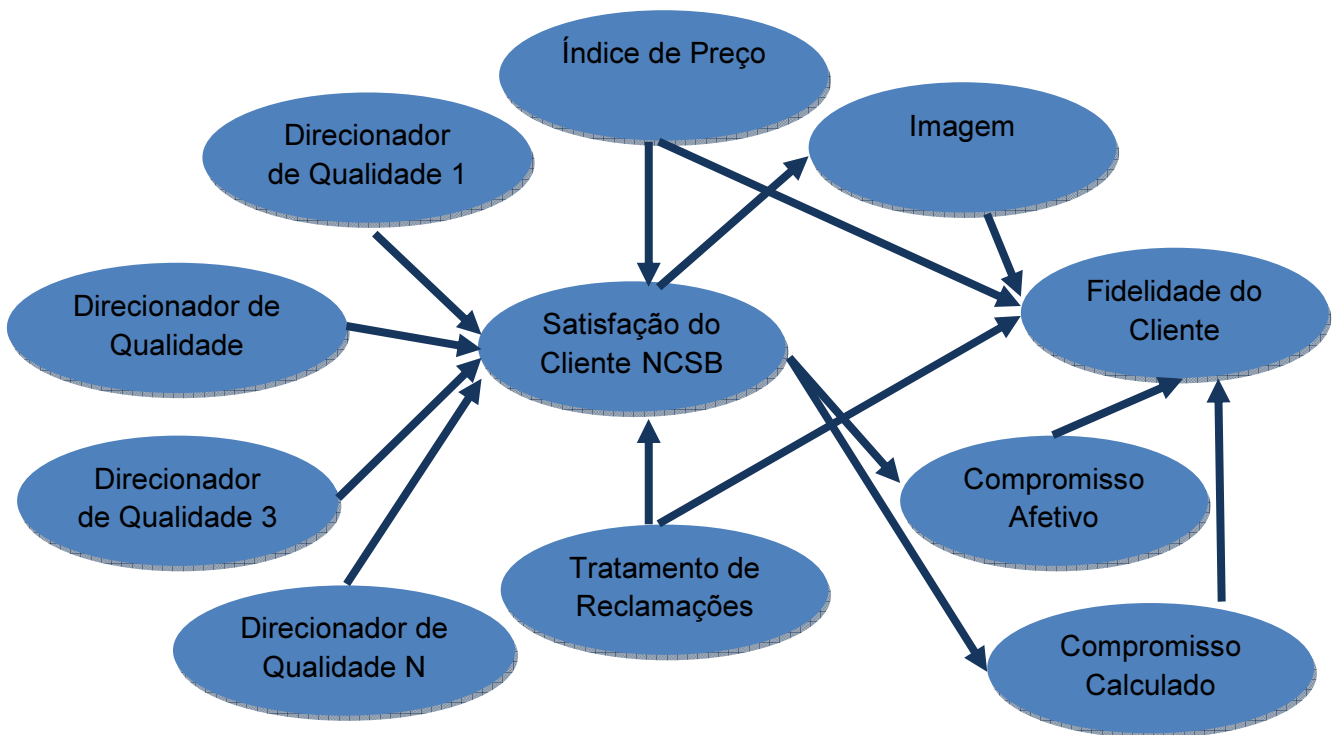 Índice de Preço
Imagem
Direcionador
de Qualidade 1
Direcionador de
Qualidade
Satisfação do
Cliente NCSB
Fidelidade do
Cliente
Direcionador
de Qualidade 3
Compromisso
Afetivo
Tratamento de
Reclamações
Direcionador de
Qualidade N
Compromisso
Calculado